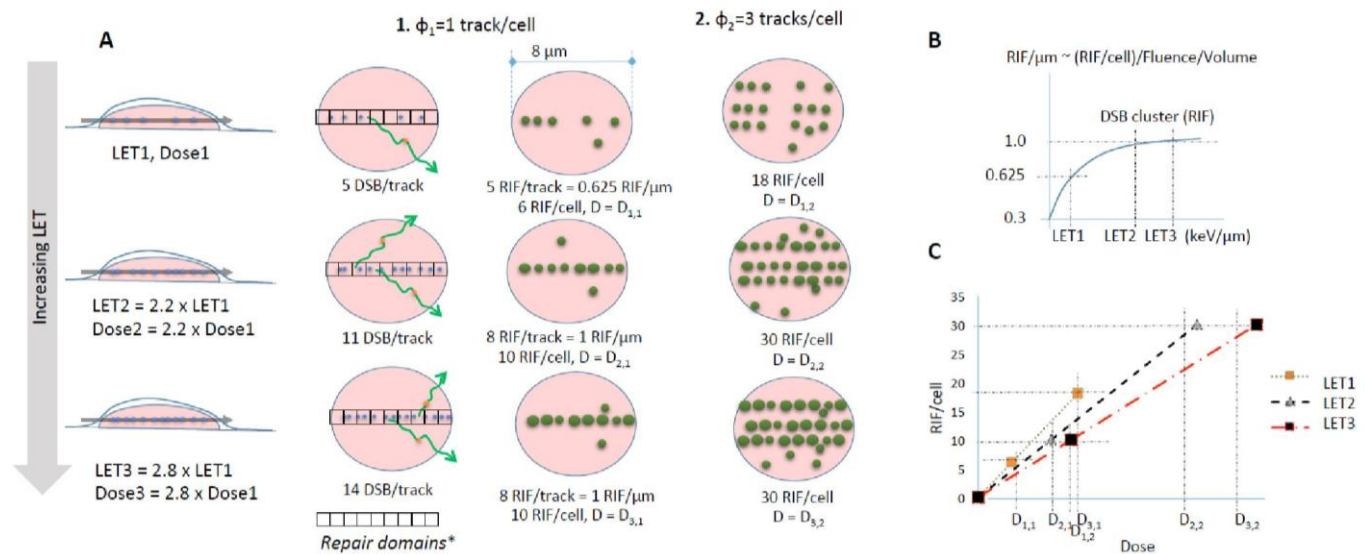 A
Increasing LET
1. ϕ₁=1 track/cell
2. ϕ₂=3 tracks/cell
8 µm
LET1, Dose1
5 DSB/track
5 RIF/track = 0.625 RIF/µm
6 RIF/cell, D = D₁,₁
18 RIF/cell
D = D₁,₂
LET2 = 2.2 x LET1
Dose2 = 2.2 x Dose1
11 DSB/track
8 RIF/track = 1 RIF/µm
10 RIF/cell, D = D₂,₁
30 RIF/cell
D = D₂,₂
LET3 = 2.8 x LET1
Dose3 = 2.8 x Dose1
14 DSB/track
8 RIF/track = 1 RIF/µm
10 RIF/cell, D = D₃,₁
30 RIF/cell
D = D₃,₂
Repair domains*
B
RIF/µm ~ (RIF/cell)/Fluence/Volume
DSB cluster (RIF)
1.0
0.625
0.3
LET1
LET2
LET3
(keV/µm)
C
RIF/cell
35
30
25
20
15
10
5
0
D₁,₁
D₂,₁
D₃,₁
D₁,₂
D₂,₂
D₃,₂
Dose
LET1
LET2
LET3